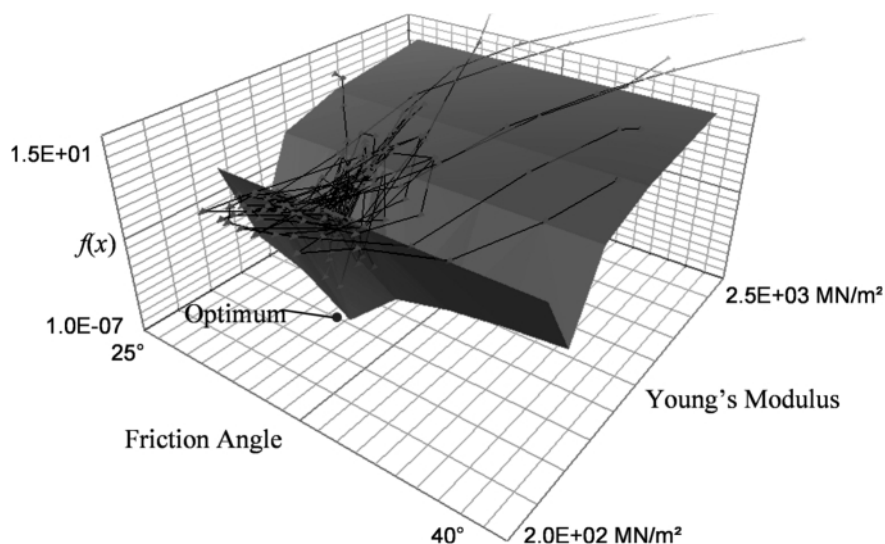 1.5E+01
f(x)
Optimum
1.0E-07
25°
2.5E+03 MN/m²
Young’s Modulus
Friction Angle
40°
2.0E+02 MN/m²